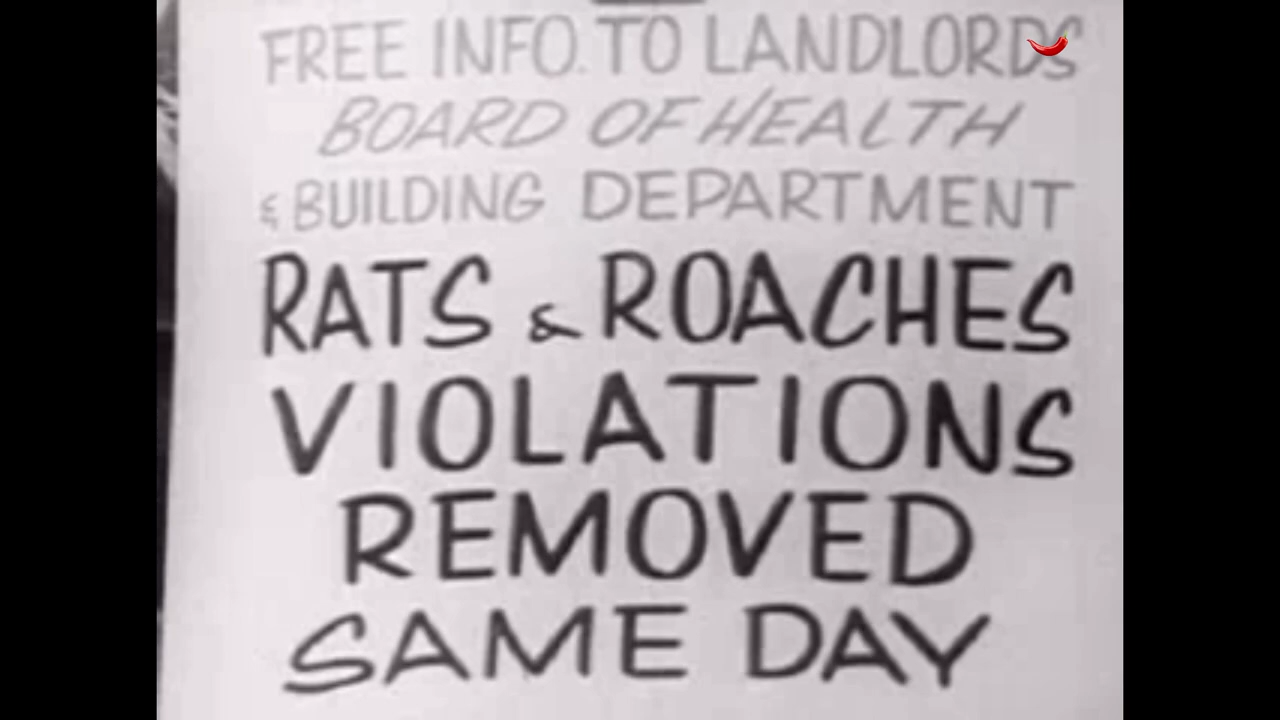 FREE INFO. TO LANDLORDS
BOARD OF HEALTH
& BUILDING DEPARTMENT
RATS & ROACHES
VIOLATIONS
REMOVED
SAME DAY